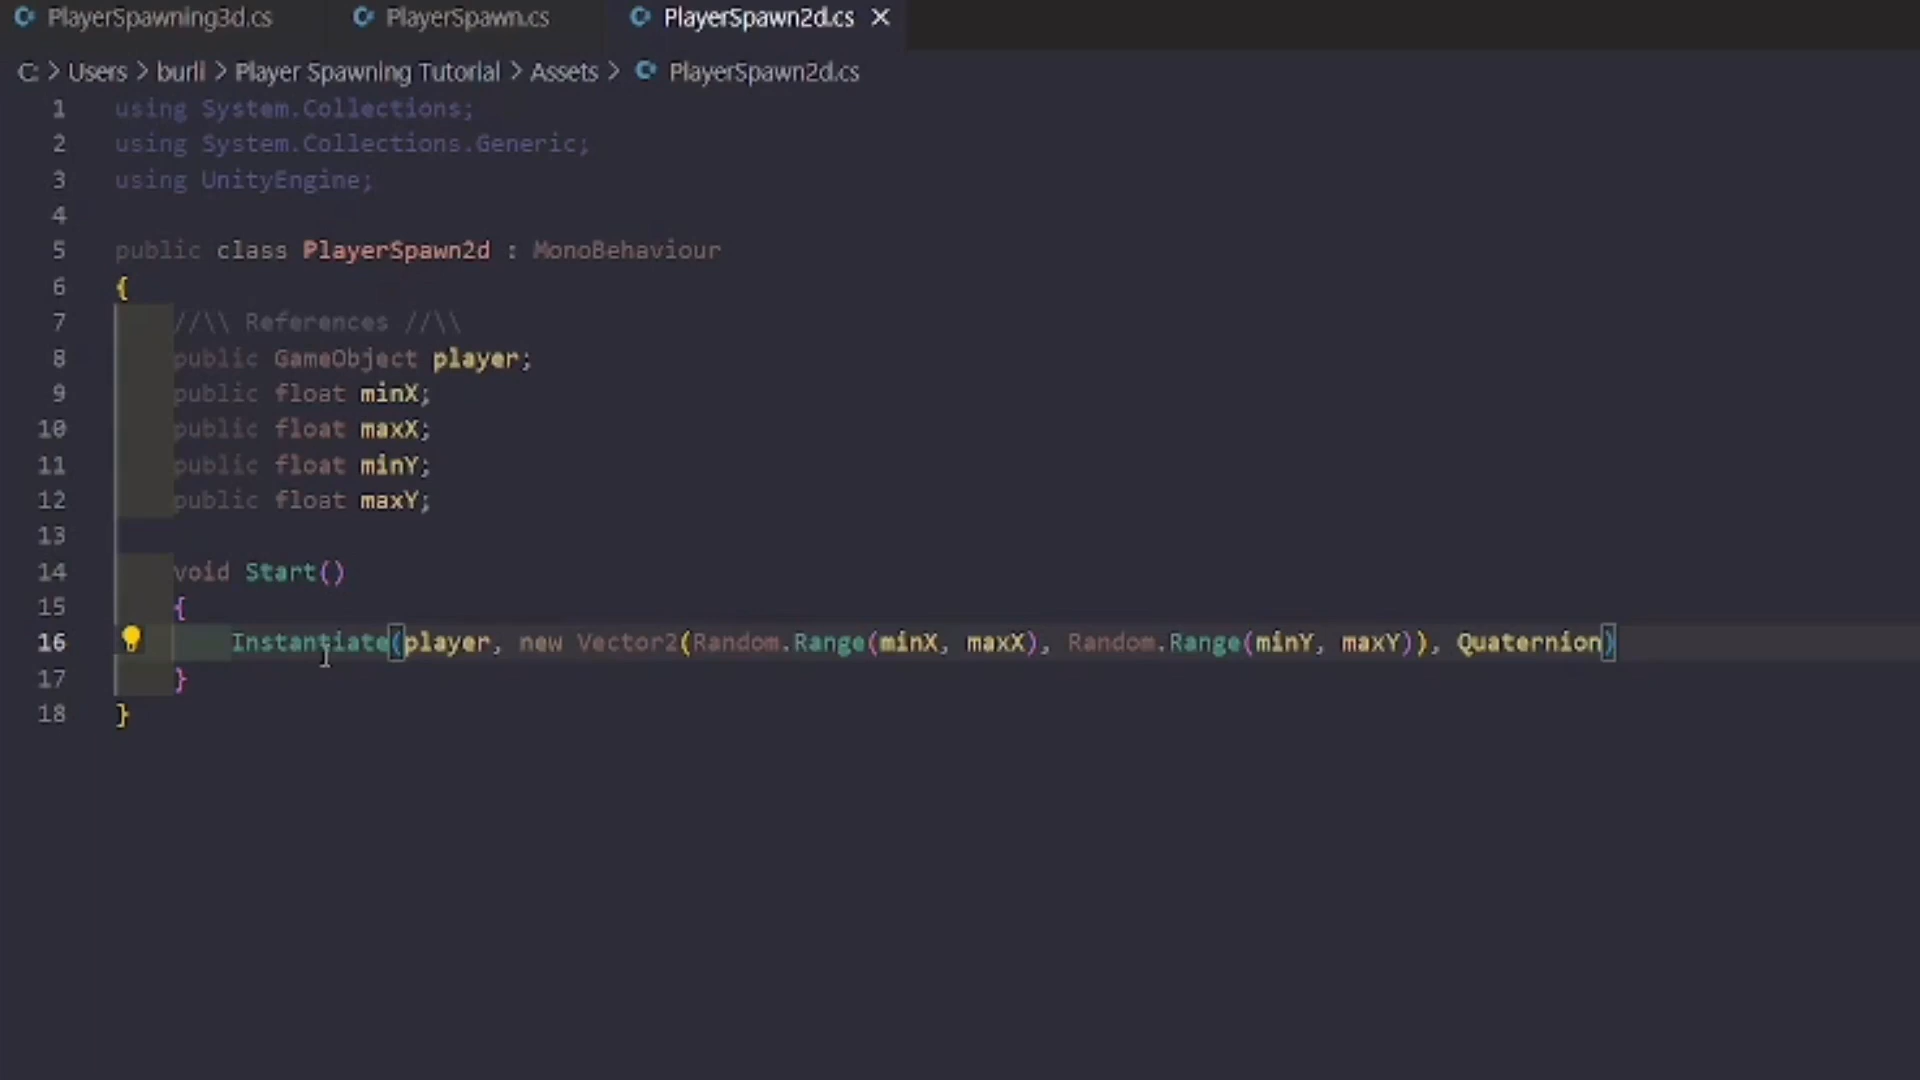 PlayerSpawning3d.cs PlayerSpawn.cs PlayerSpawn2d.cs
C: > Users > burli > Player Spawning Tutorial > Assets > PlayerSpawn2d.cs
1 using System.Collections;
2 using System.Collections.Generic;
3 using UnityEngine;
4
5 public class PlayerSpawn2d : MonoBehaviour
6 {
7 //\\ References //\\
8 public GameObject player;
9 public float minX;
10 public float maxX;
11 public float minY;
12 public float maxY;
13
14 void Start()
15 {
16 Instantiate(player, new Vector2(Random.Range(minX, maxX), Random.Range(minY, maxY)), Quaternion)
17 }
18 }